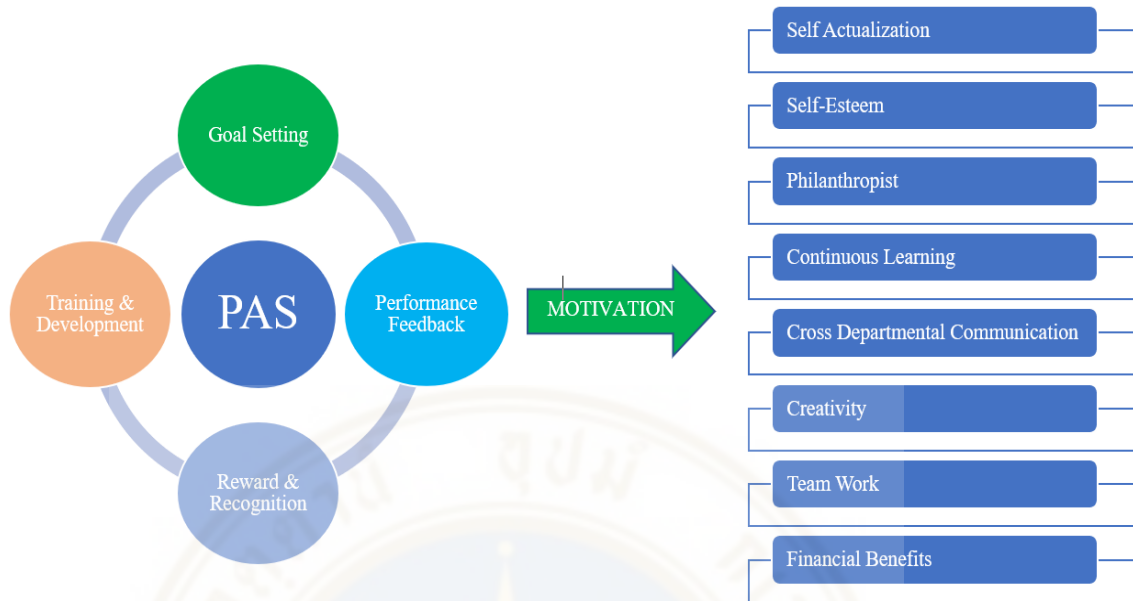 Goal Setting
Training &
Development
PAS
Performance
Feedback
Reward &
Recognition
MOTIVATION
Self Actualization
Self-Esteem
Philanthropist
Continuous Learning
Cross Departmental Communication
Creativity
Team Work
Financial Benefits